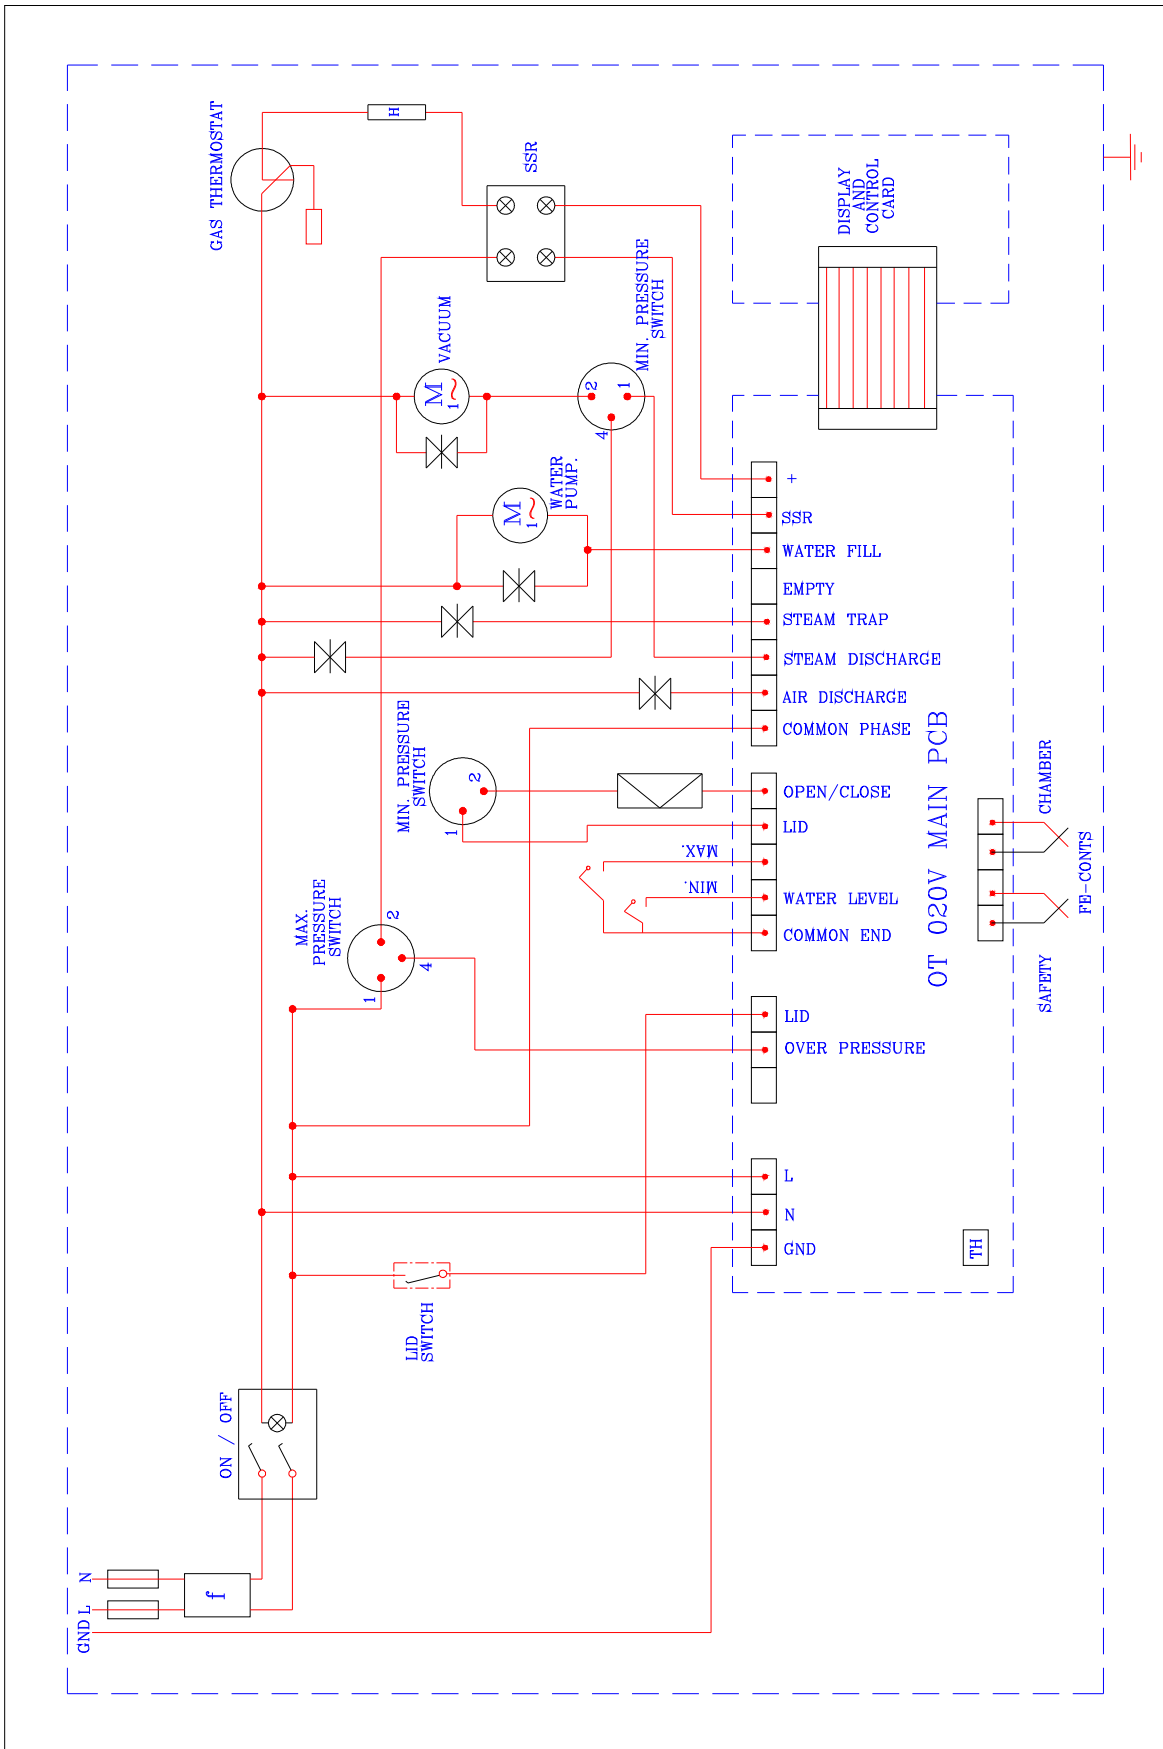 GAS THERMOSTAT
H
SSR
DISPLAY
AND
CONTROL
CARD
MIN. PRESSURE
SWITCH
VACUUM
M
1
~
2
1
4
WATER
PUMP.
M
1
~
+
SSR
WATER FILL
EMPTY
STEAM TRAP
STEAM DISCHARGE
AIR DISCHARGE
COMMON PHASE
MIN. PRESSURE
SWITCH
2
1
OPEN/CLOSE
LID
MAX.
MIN.
WATER LEVEL
COMMON END
OT 020V MAIN PCB
CHAMBER
FE-CONTS
SAFETY
MAX.
PRESSURE
SWITCH
2
4
1
LID
OVER PRESSURE
L
N
GND
TH
LID
SWITCH
ON / OFF
f
N
L
GND